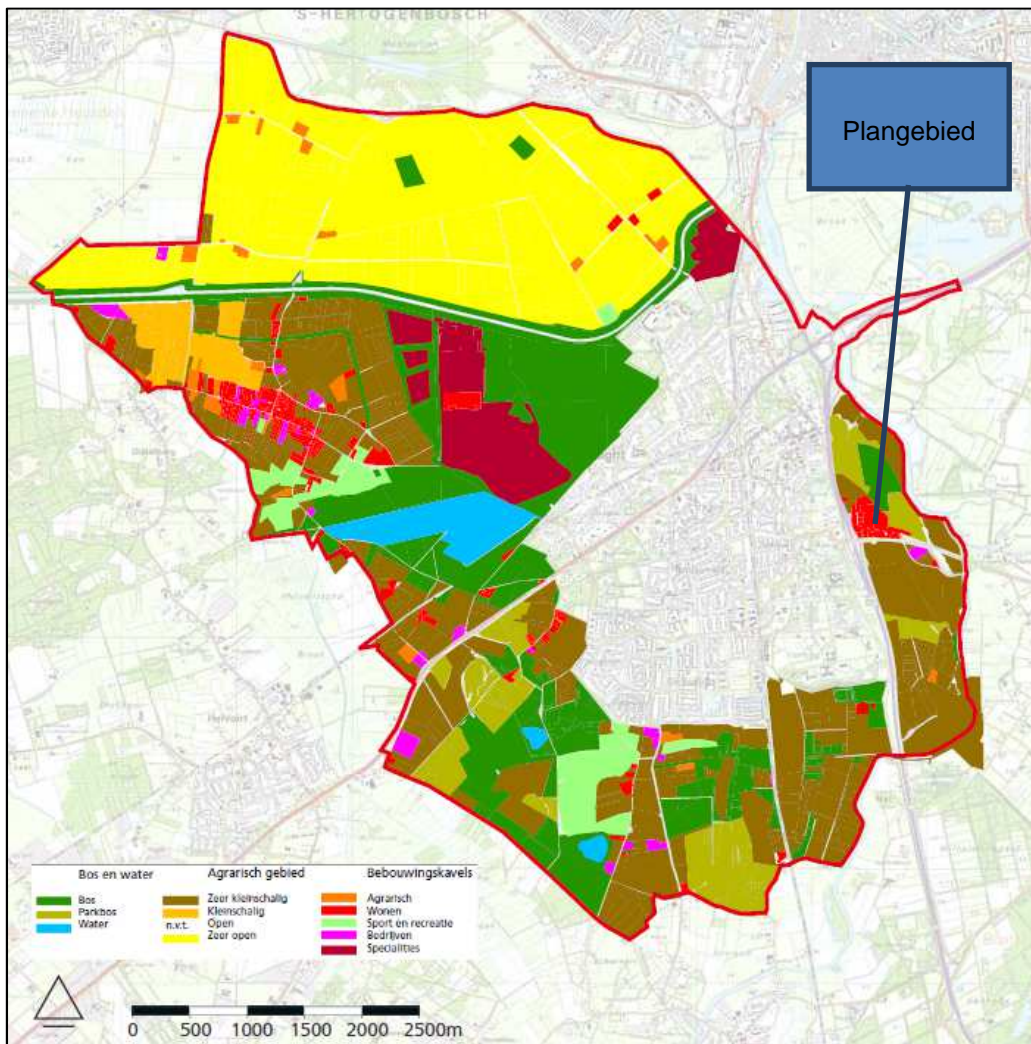 'S-HERTOGENBOSCH
Plangebied
Helvoirt
Bos en water
Bos
Parkbos
Water
Agrarisch gebied
Zeer kleinschalig
Kleinschalig
n.v.t. Open
Zeer open
Bebouwingskavels
Agrarisch
Wonen
Sport en recreatie
Bedrijven
Specialities
0 500 1000 1500 2000 2500m